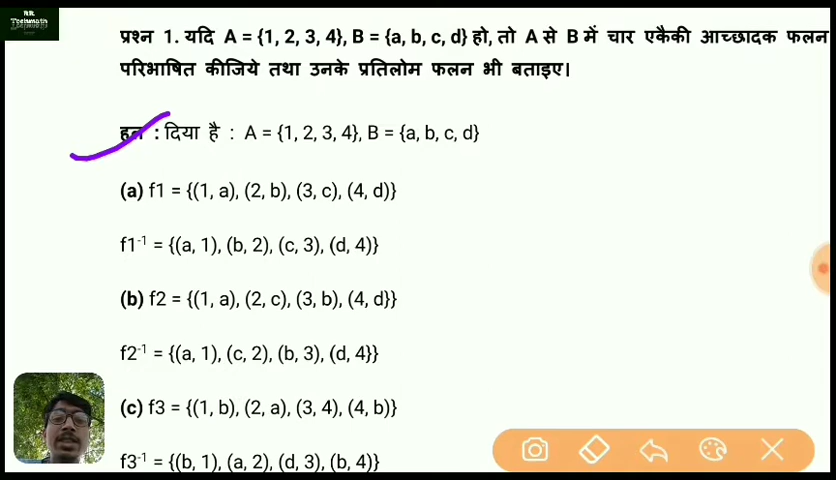 RR
Techmath
Learning
प्रश्न 1. यदि A = {1, 2, 3, 4}, B = {a, b, c, d} हो, तो A से B में चार एकैकी आच्छादक फलन
परिभाषित कीजिये तथा उनके प्रतिलोम फलन भी बताइए।
हल : दिया है : A = {1, 2, 3, 4}, B = {a, b, c, d}
(a) f1 = {(1, a), (2, b), (3, c), (4, d)}
f1⁻¹ = {(a, 1), (b, 2), (c, 3), (d, 4)}
(b) f2 = {(1, a), (2, c), (3, b), (4, d}}
f2⁻¹ = {(a, 1), (c, 2), (b, 3), (d, 4}}
(c) f3 = {(1, b), (2, a), (3, 4), (4, b)}
f3⁻¹ = {(b, 1), (a, 2), (d, 3), (b, 4)}